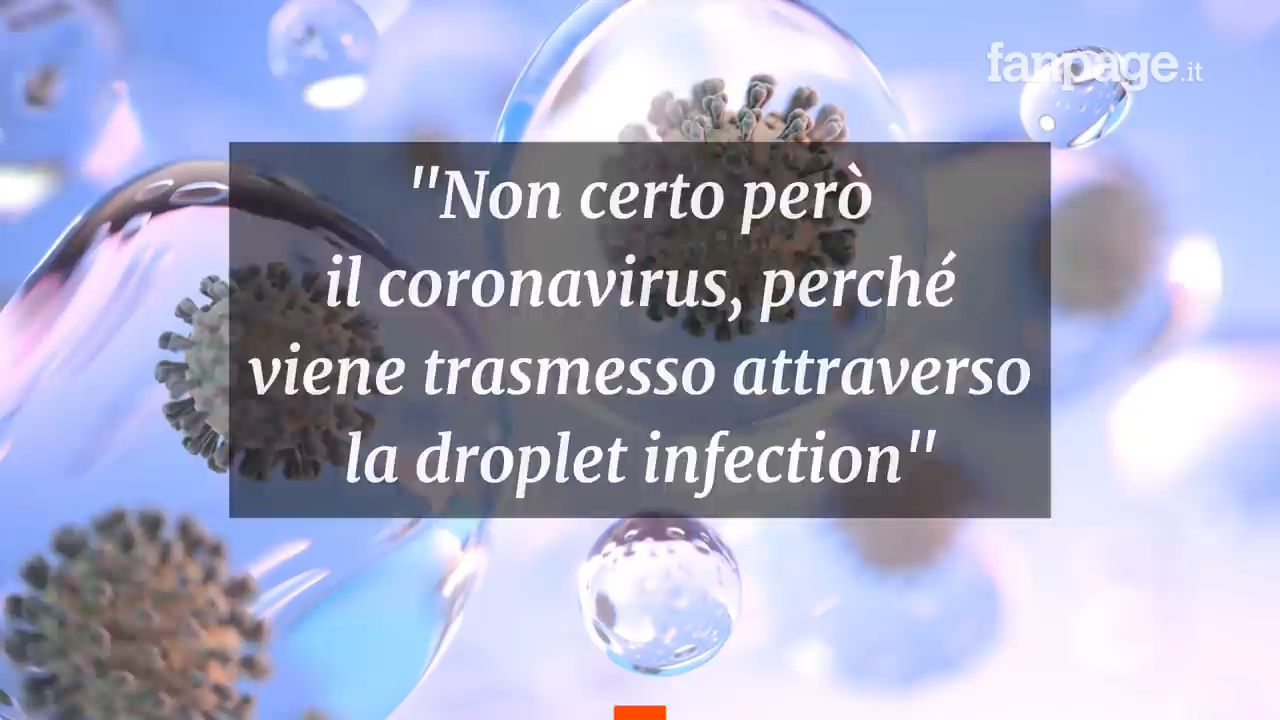 fanpage.it
"Non certo però
il coronavirus, perché
viene trasmesso attraverso
la droplet infection"